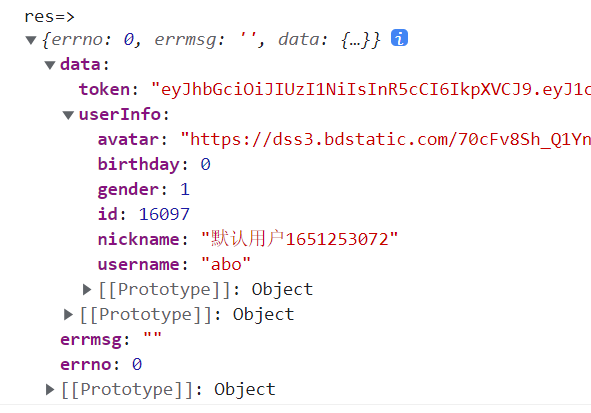 res=>
{errno: 0, errmsg: '', data: {…}} i
data:
token: "eyJhbGciOiJIUzI1NiIsInR5cCI6IkpXVCJ9.eyJ1c
userInfo:
avatar: "https://dss3.bdstatic.com/70cFv8Sh_Q1Yn
birthday: 0
gender: 1
id: 16097
nickname: "默认用户1651253072"
username: "abo"
[[Prototype]]: Object
[[Prototype]]: Object
errmsg: ""
errno: 0
[[Prototype]]: Object